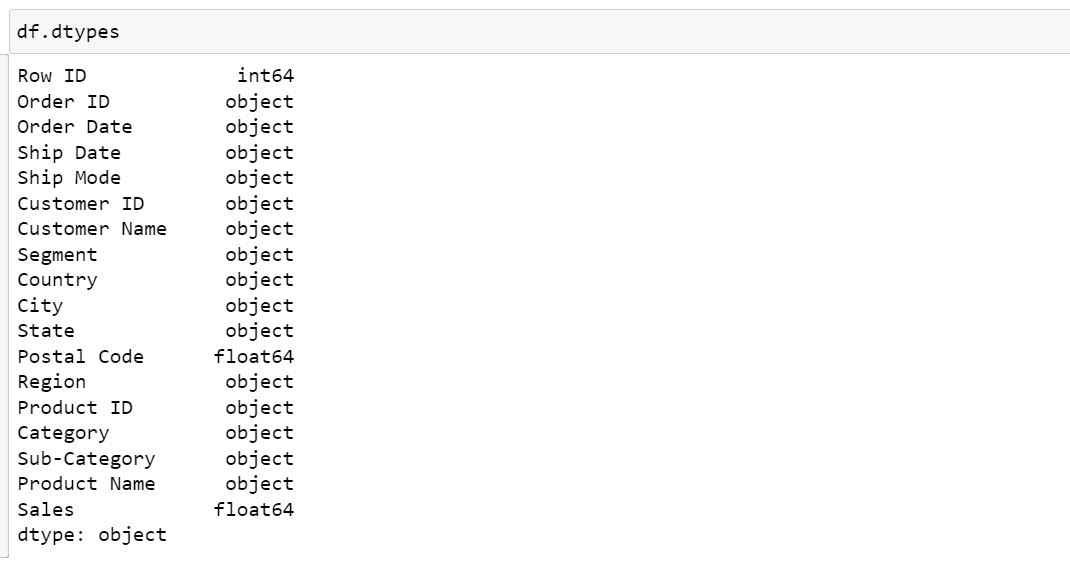 df.dtypes
Row ID int64
Order ID object
Order Date object
Ship Date object
Ship Mode object
Customer ID object
Customer Name object
Segment object
Country object
City object
State object
Postal Code float64
Region object
Product ID object
Category object
Sub-Category object
Product Name object
Sales float64
dtype: object